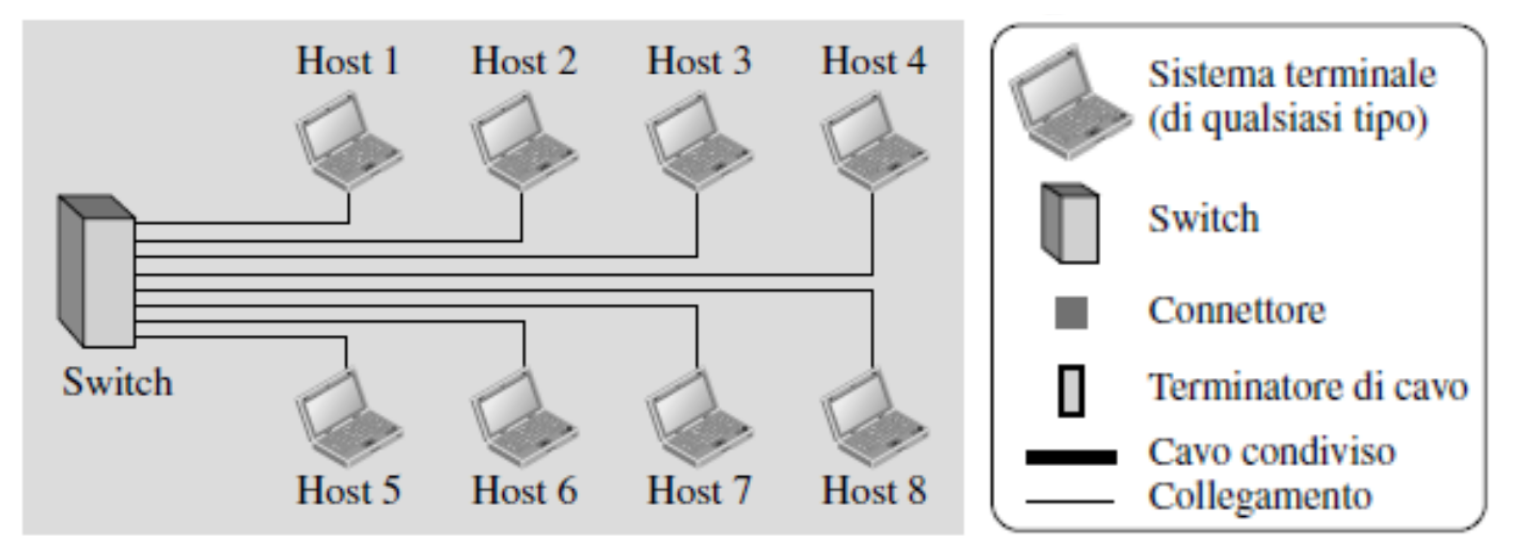 Host 1 Host 2 Host 3 Host 4
Switch
Host 5 Host 6 Host 7 Host 8
Sistema terminale
(di qualsiasi tipo)
Switch
Connettore
Terminatore di cavo
Cavo condiviso
Collegamento